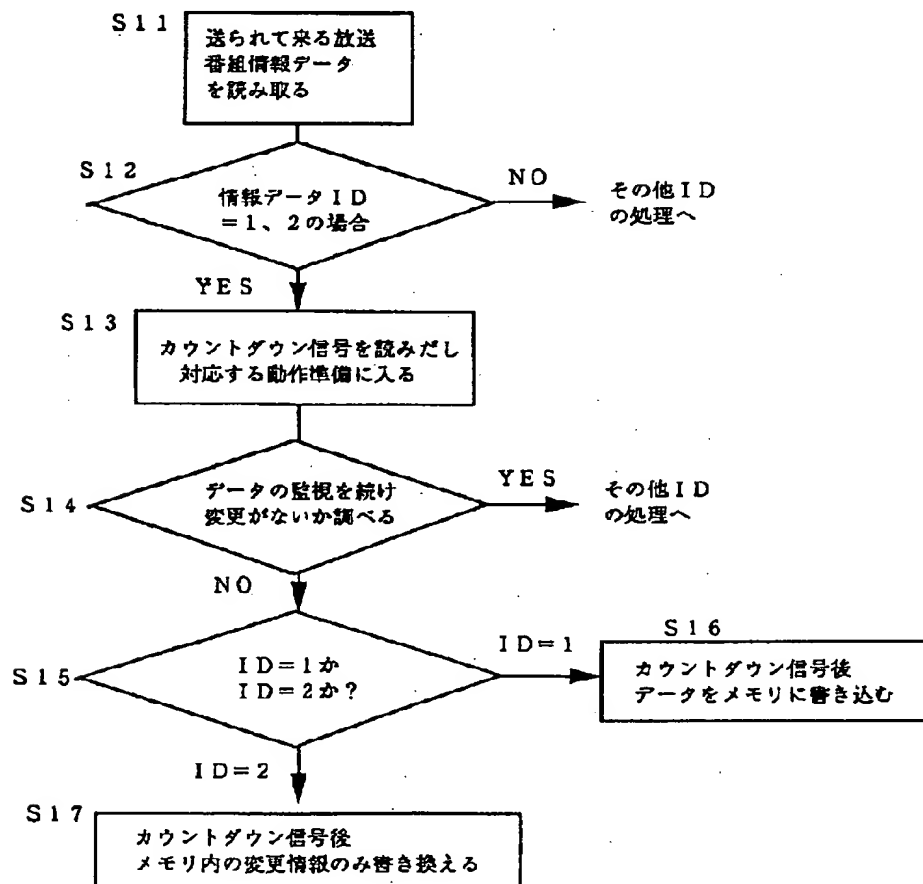 S11
送られて来る放送
番組情報データ
を読み取る
S12
情報データID
=1、2の場合
NO
その他ID
の処理へ
YES
S13
カウントダウン信号を読みだし
対応する動作準備に入る
S14
データの監視を続け
変更がないか調べる
YES
その他ID
の処理へ
NO
S15
ID=1か
ID=2か?
ID=1
S16
カウントダウン信号後
データをメモリに書き込む
ID=2
S17
カウントダウン信号後
メモリ内の変更情報のみ書き換える